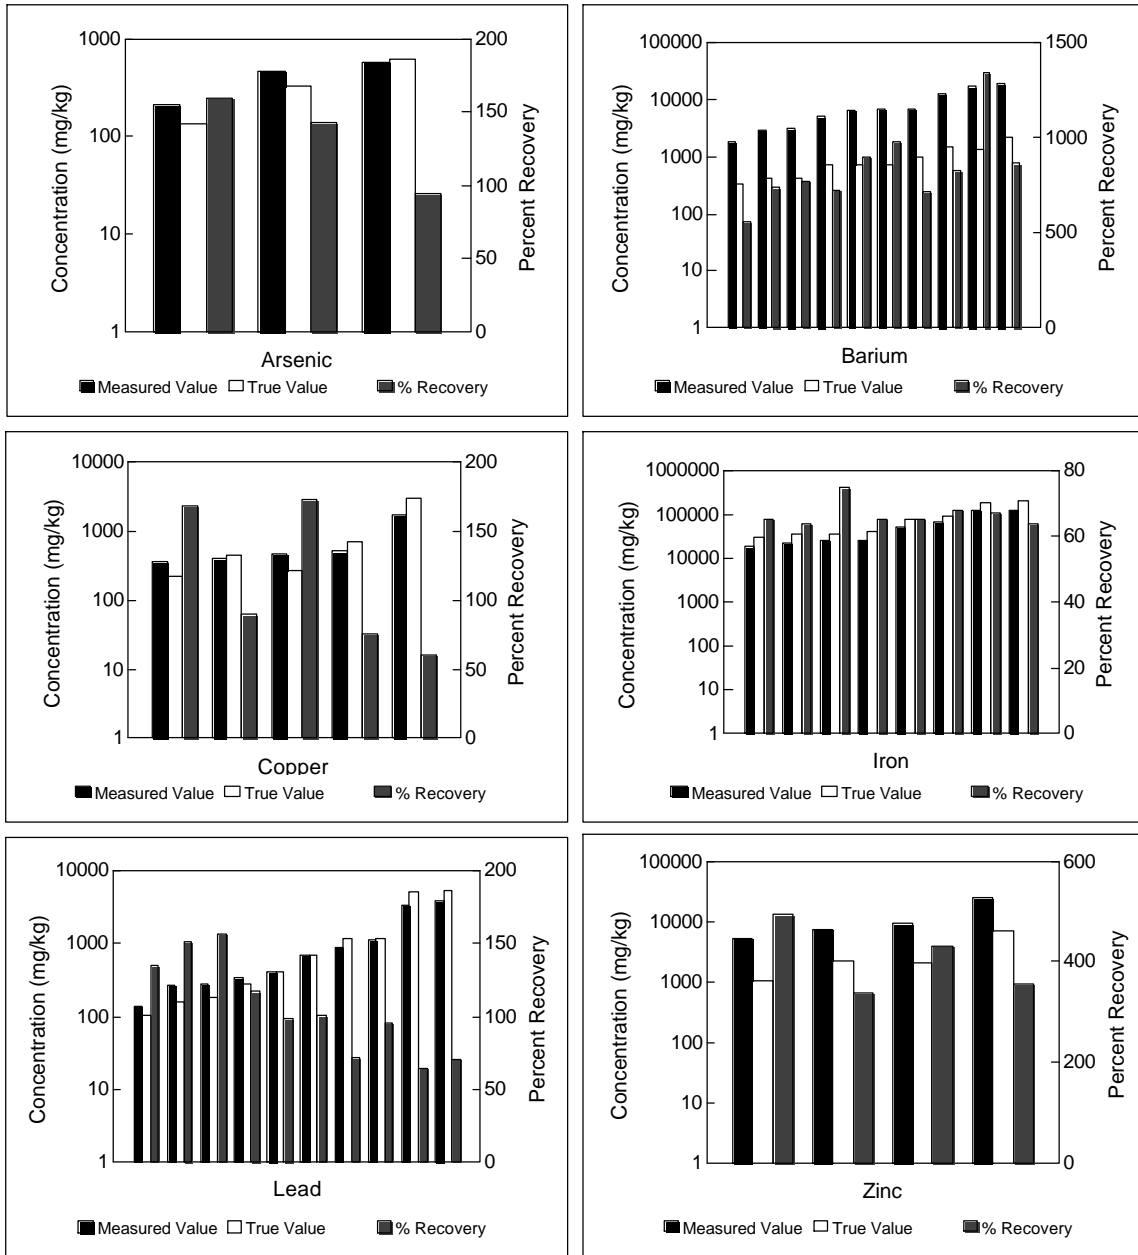 1000
100
10
1
200
150
100
50
0
Concentration (mg/kg)
Percent Recovery
Arsenic
Measured Value True Value % Recovery
100000
10000
1000
100
10
1
1500
1000
500
0
Concentration (mg/kg)
Percent Recovery
Barium
Measured Value True Value % Recovery
10000
1000
100
10
1
200
150
100
50
0
Concentration (mg/kg)
Percent Recovery
Copper
Measured Value True Value % Recovery
1000000
100000
10000
1000
100
10
1
80
60
40
20
0
Concentration (mg/kg)
Percent Recovery
Iron
Measured Value True Value % Recovery
10000
1000
100
10
1
200
150
100
50
0
Concentration (mg/kg)
Percent Recovery
Lead
Measured Value True Value % Recovery
100000
10000
1000
100
10
1
600
400
200
0
Concentration (mg/kg)
Percent Recovery
Zinc
Measured Value True Value % Recovery